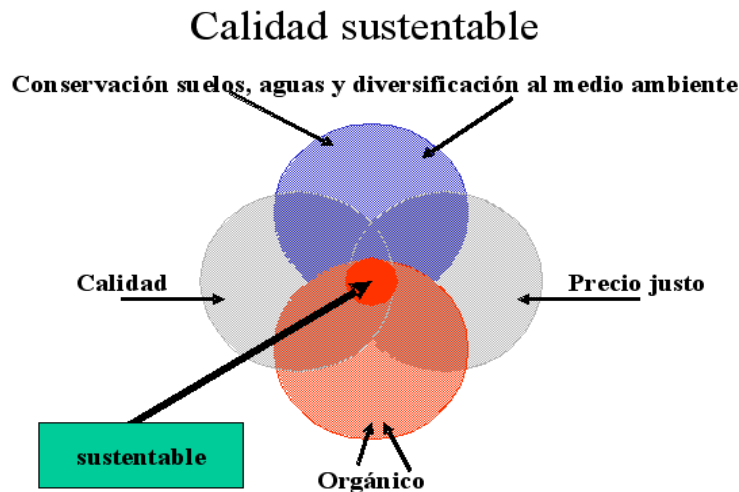 Calidad sustentable
Conservación suelos, aguas y diversificación al medio ambiente
Calidad
Precio justo
sustentable
Orgánico